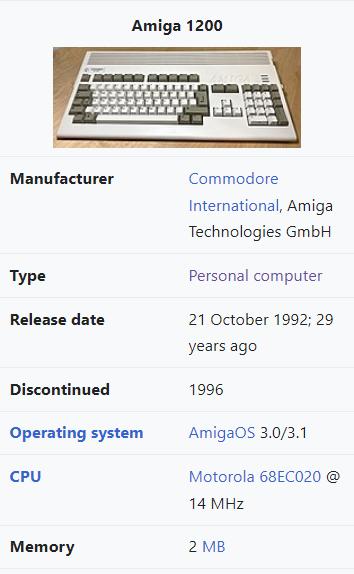 Amiga 1200
AMIGA
Manufacturer
Commodore
International, Amiga
Technologies GmbH
Type
Personal computer
Release date
21 October 1992; 29
years ago
Discontinued
1996
Operating system
AmigaOS 3.0/3.1
CPU
Motorola 68EC020 @
14 MHz
Memory
2 MB